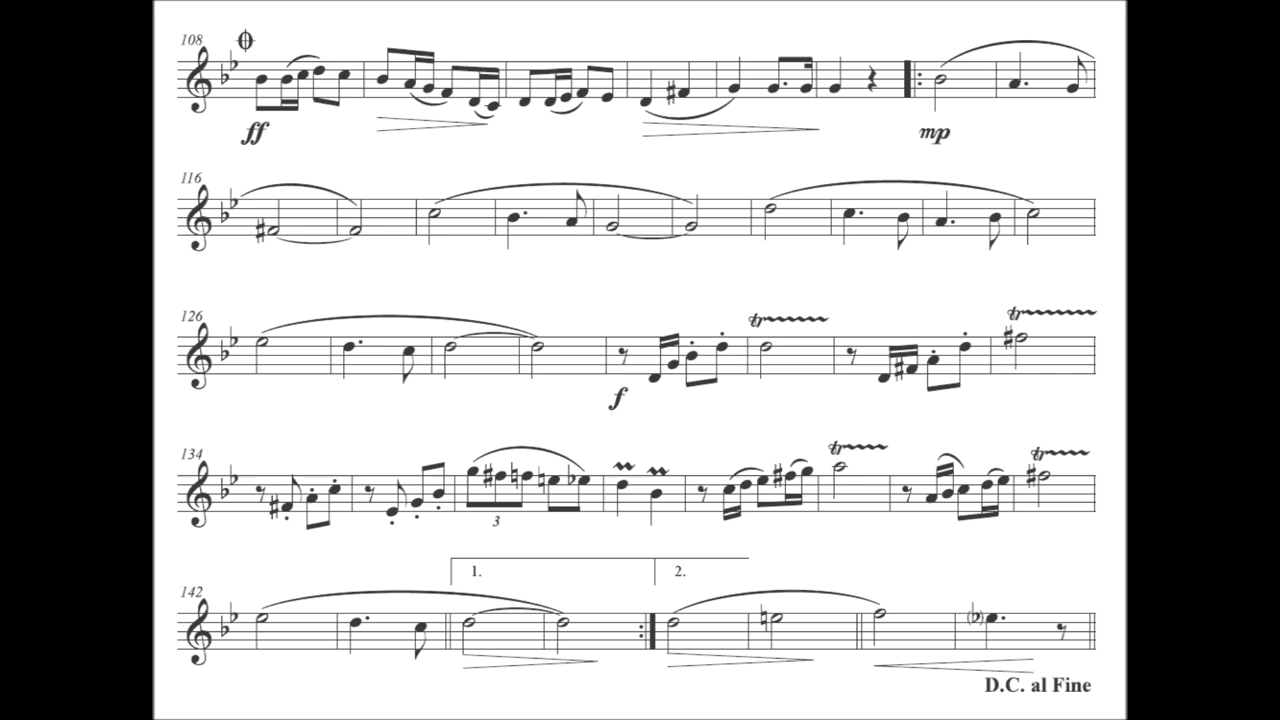 108
ff
mp
116
126
tr tr
f
134
tr tr
3
142
1. 2.
D.C. al Fine